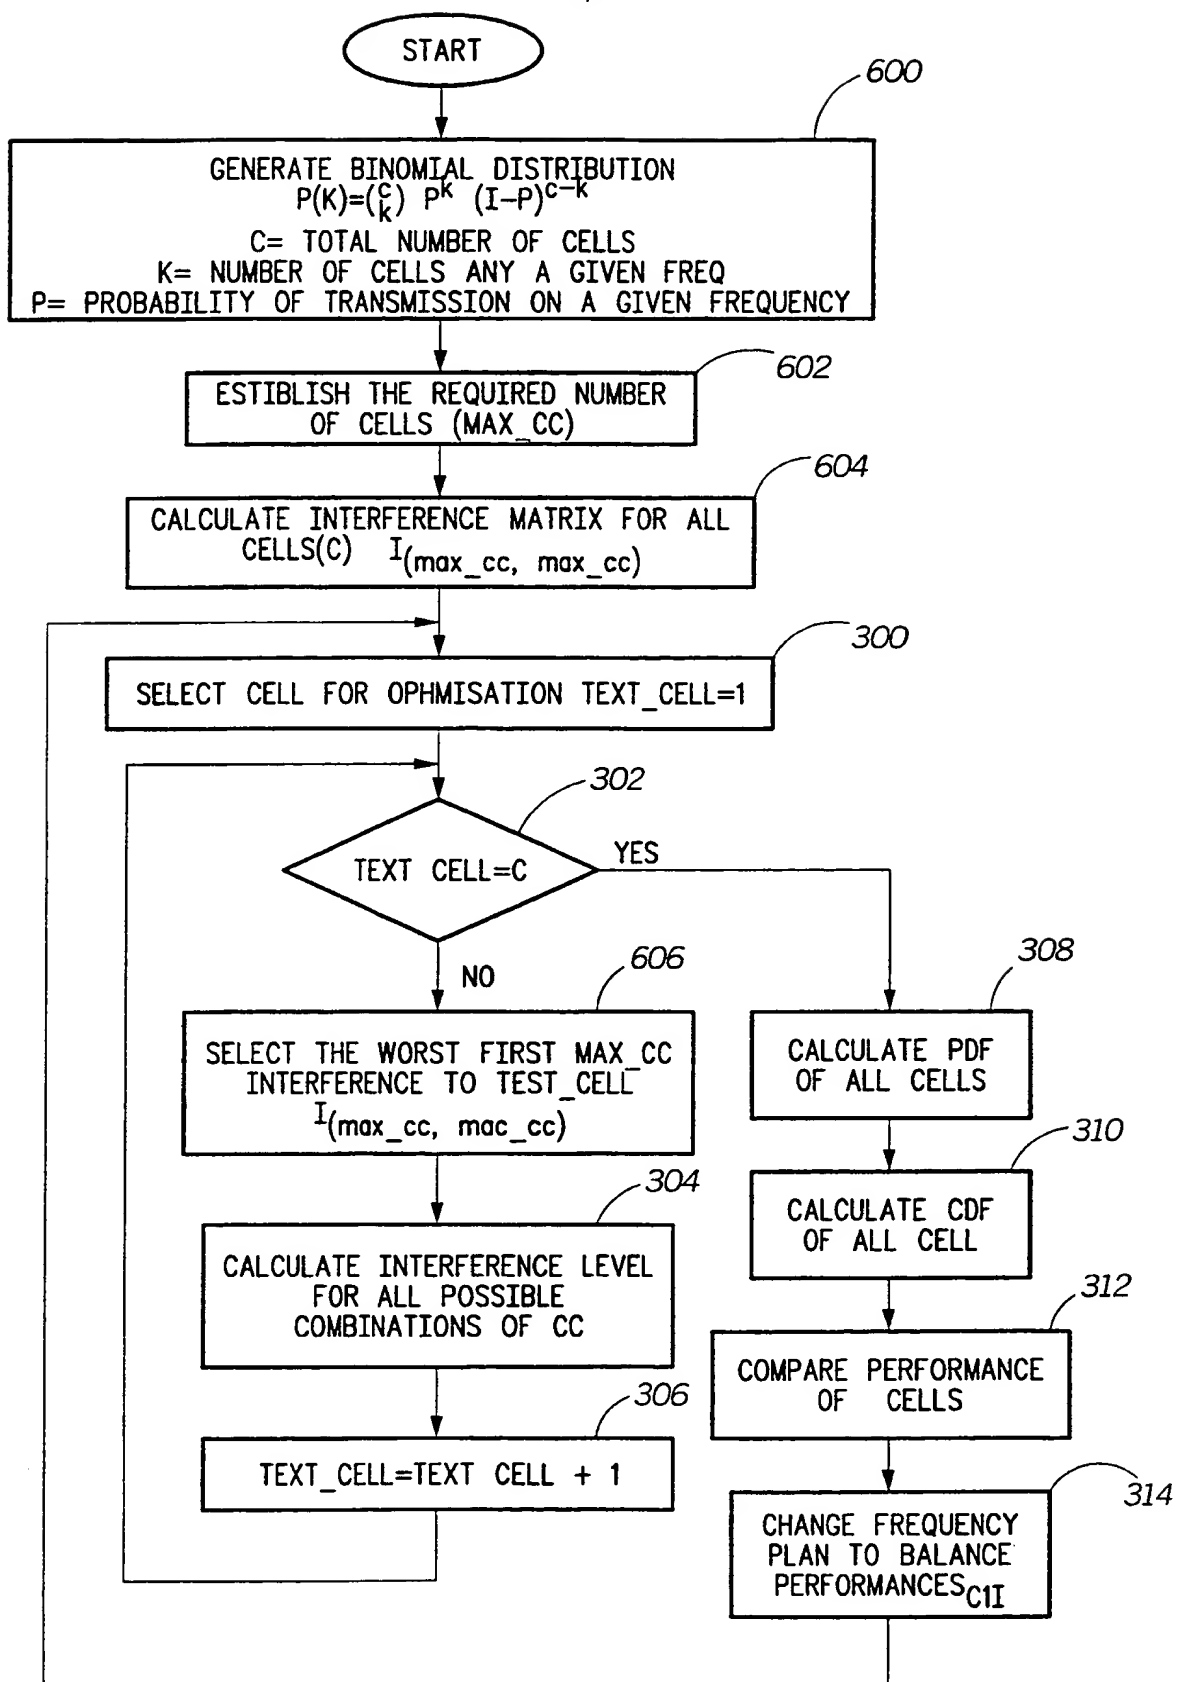 START
600
GENERATE BINOMIAL DISTRIBUTION
P(K)=(c k) P^k (I-P)^c-k
C= TOTAL NUMBER OF CELLS
K= NUMBER OF CELLS ANY A GIVEN FREQ
P= PROBABILITY OF TRANSMISSION ON A GIVEN FREQUENCY
602
ESTIBLISH THE REQUIRED NUMBER
OF CELLS (MAX_CC)
604
CALCULATE INTERFERENCE MATRIX FOR ALL
CELLS(C) I(max_cc, max_cc)
300
SELECT CELL FOR OPHMISATION TEXT_CELL=1
302
TEXT CELL=C
YES
NO
606
SELECT THE WORST FIRST MAX_CC
INTERFERENCE TO TEST_CELL
I(max_cc, mac_cc)
304
CALCULATE INTERFERENCE LEVEL
FOR ALL POSSIBLE
COMBINATIONS OF CC
306
TEXT_CELL=TEXT CELL + 1
308
CALCULATE PDF
OF ALL CELLS
310
CALCULATE CDF
OF ALL CELL
312
COMPARE PERFORMANCE
OF CELLS
314
CHANGE FREQUENCY
PLAN TO BALANCE
PERFORMANCES C1I